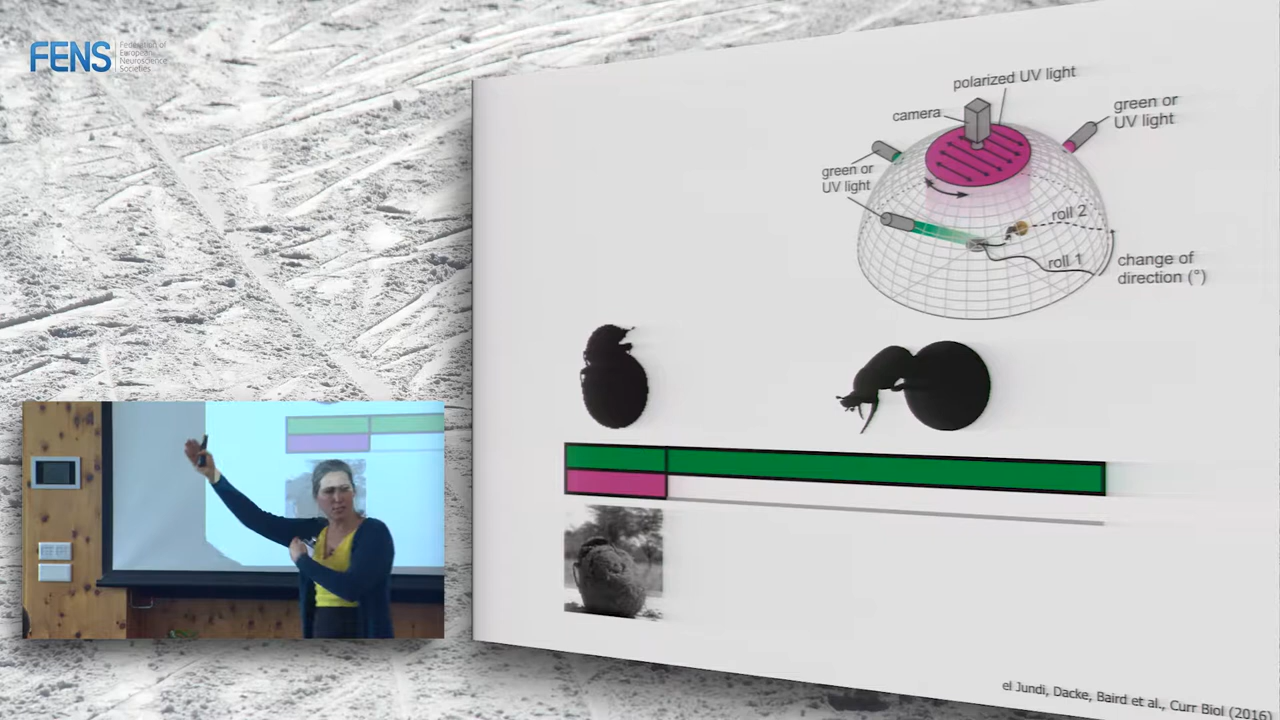 FENS
Federation of
European
Neuroscience
Societies
polarized UV light
camera
green or
UV light
green or
UV light
roll 2
roll 1
change of
direction (°)
el Jundi, Dacke, Baird et al., Curr Biol (2016)